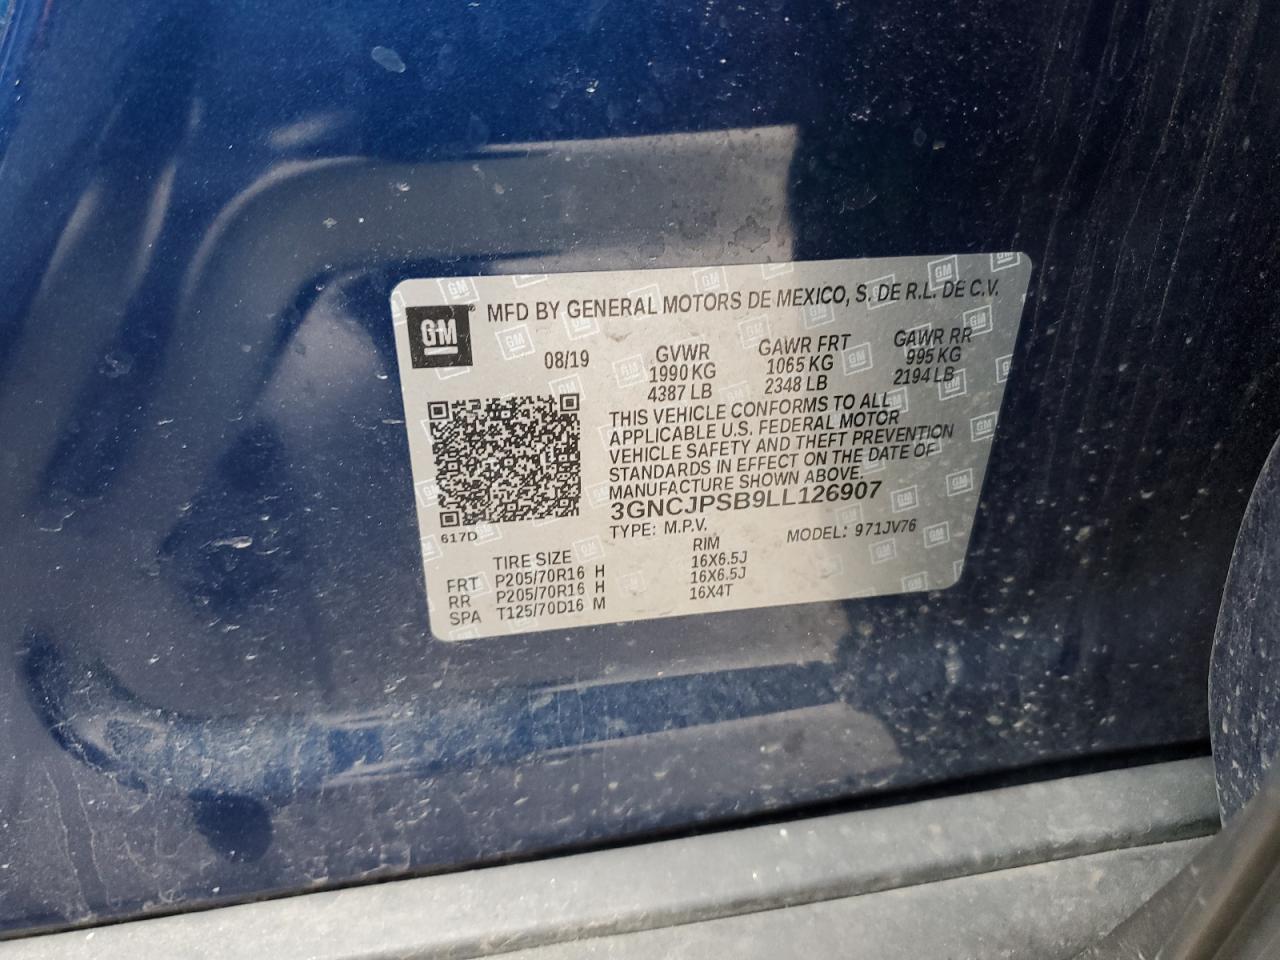 GM
MFD BY GENERAL MOTORS DE MEXICO, S. DE R.L. DE C.V.
08/19 GVWR GAWR FRT GAWR RR
1990 KG 1065 KG 995 KG
4387 LB 2348 LB 2194 LB
THIS VEHICLE CONFORMS TO ALL
APPLICABLE U.S. FEDERAL MOTOR
VEHICLE SAFETY AND THEFT PREVENTION
STANDARDS IN EFFECT ON THE DATE OF
MANUFACTURE SHOWN ABOVE.
3GNCJPSB9LL126907
617D
TYPE: M.P.V. MODEL: 971JV76
TIRE SIZE RIM
FRT P205/70R16 H 16X6.5J
RR P205/70R16 H 16X6.5J
SPA T125/70D16 M 16X4T